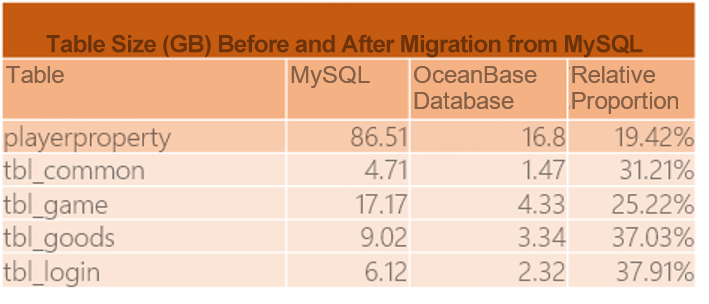 Table Size (GB) Before and After Migration from MySQL
Table MySQL OceanBase Database Relative Proportion
playerproperty 86.51 16.8 19.42%
tbl_common 4.71 1.47 31.21%
tbl_game 17.17 4.33 25.22%
tbl_goods 9.02 3.34 37.03%
tbl_login 6.12 2.32 37.91%